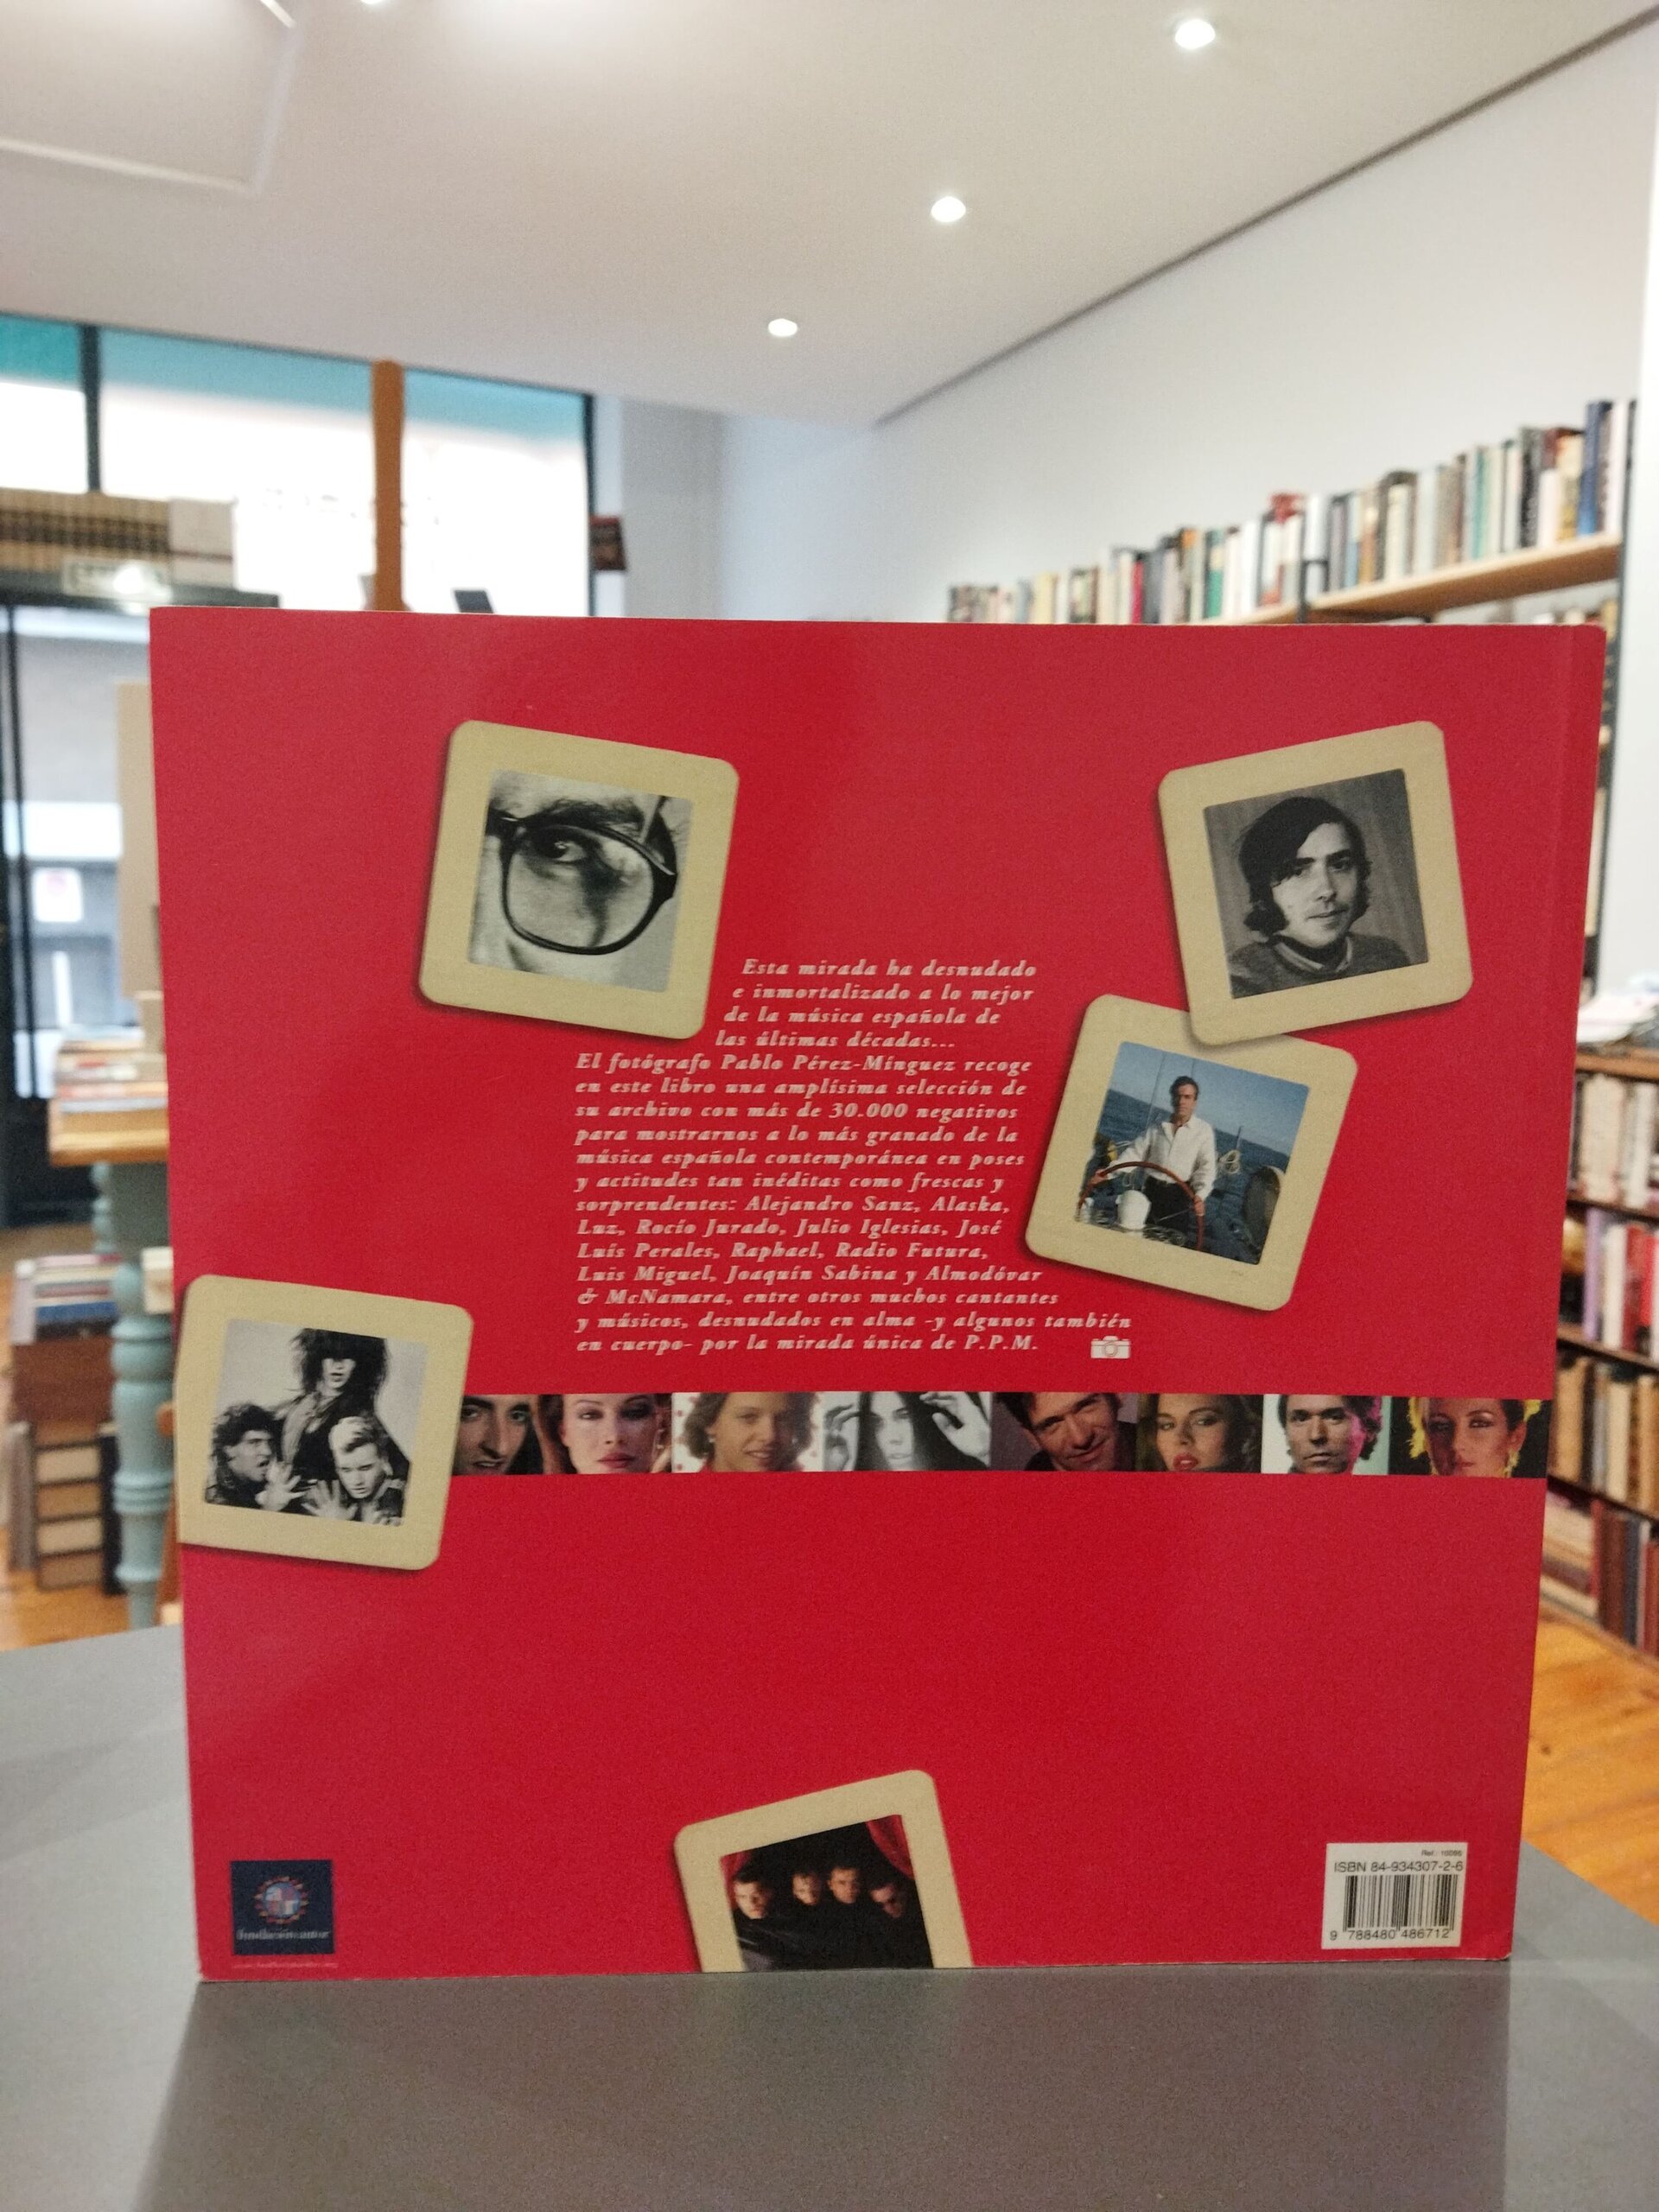 Esta mirada ha desnudado
e inmortalizado a lo mejor
de la música española de
las últimas décadas...
El fotógrafo Pablo Pérez-Mínguez recoge
en este libro una amplísima selección de
su archivo con más de 30.000 negativos
para mostrarnos a lo más granado de la
música española contemporánea en poses
y actitudes tan inéditas como frescas y
sorprendentes: Alejandro Sanz, Alaska,
Luz, Rocío Jurado, Julio Iglesias, José
Luís Perales, Raphael, Radio Futura,
Luis Miguel, Joaquín Sabina y Almodóvar
& McNamara, entre otros muchos cantantes
y músicos, desnudados en alma -y algunos también
en cuerpo- por la mirada única de P.P.M.
fundación autor
Ref.: 10095
ISBN 84-934307-2-6
9 788480 486712